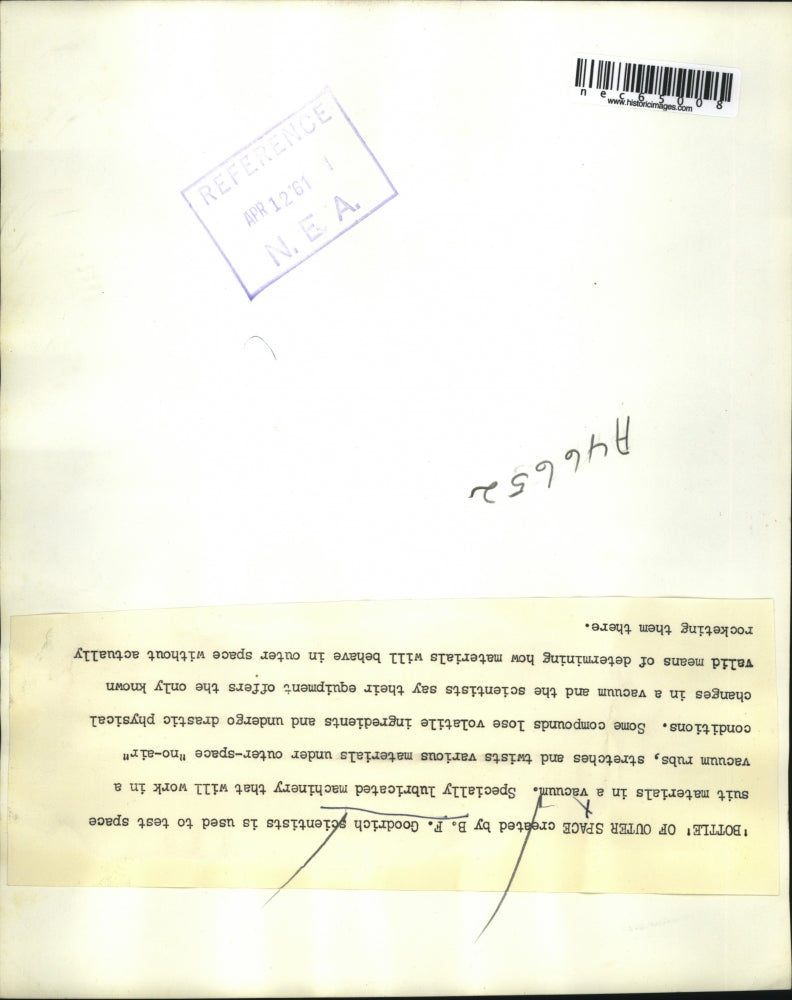 nec65008
www.historicimages.com
REFERENCE
APR 12 '61
N. E. A.
A46652
'BOTTLE' OF OUTER SPACE created by B. F. Goodrich scientists is used to test space
suit materials in a vacuum. Specially lubricated machinery that will work in a
vacuum rubs, stretches and twists various materials under outer-space "no-air"
conditions. Some compounds lose volatile ingredients and undergo drastic physical
changes in a vacuum and the scientists say their equipment offers the only known
valid means of determining how materials will behave in outer space without actually
rocketing them there.